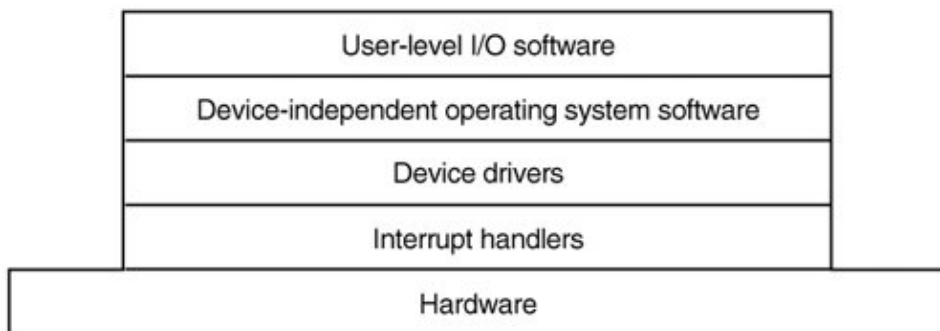 User-level I/O software
Device-independent operating system software
Device drivers
Interrupt handlers
Hardware